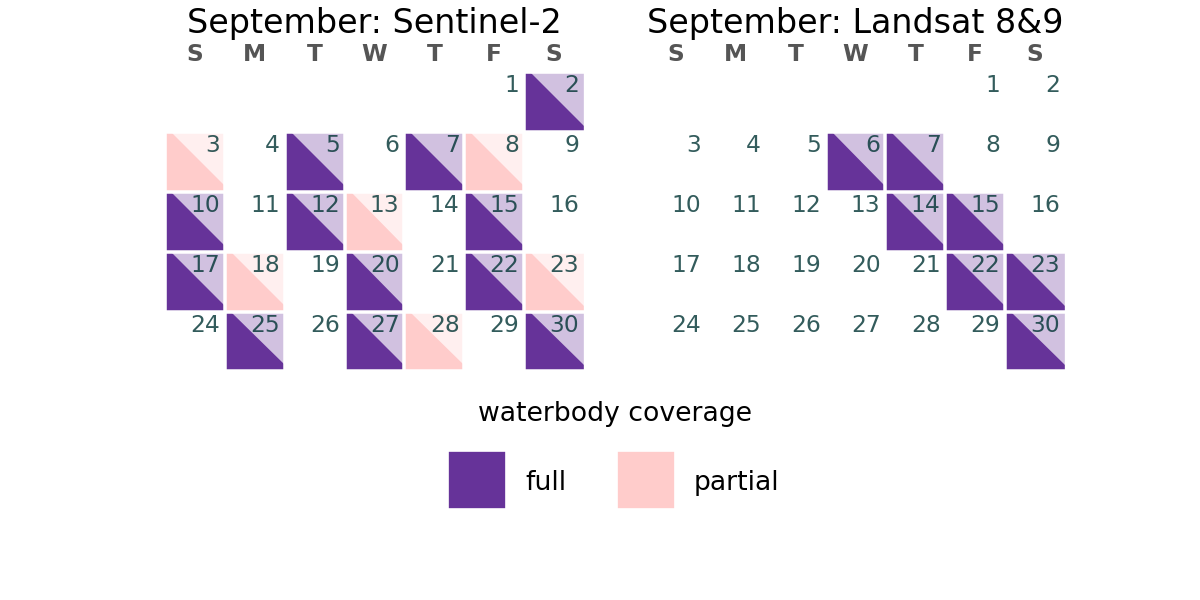 September: Sentinel-2
S M T W T F S
1 2
3 4 5 6 7 8 9
10 11 12 13 14 15 16
17 18 19 20 21 22 23
24 25 26 27 28 29 30
September: Landsat 8&9
S M T W T F S
1 2
3 4 5 6 7 8 9
10 11 12 13 14 15 16
17 18 19 20 21 22 23
24 25 26 27 28 29 30
waterbody coverage
full partial